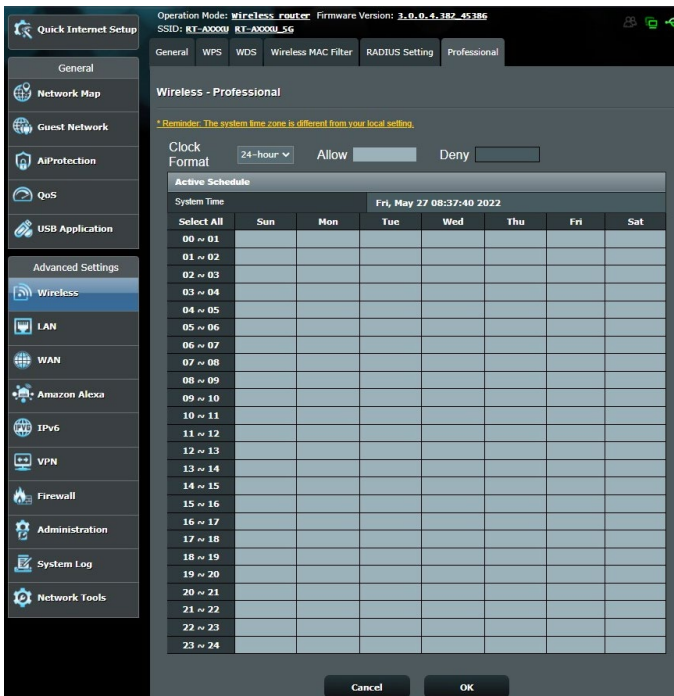 Quick Internet Setup
General
Network Map
Guest Network
AiProtection
QoS
USB Application
Advanced Settings
Wireless
LAN
WAN
Amazon Alexa
IPv6
VPN
Firewall
Administration
System Log
Network Tools
Operation Mode: Wireless router Firmware Version: 3.0.0.4.382_45386
SSID: RT-AXXXU RT-AXXXU_5G
General WPS WDS Wireless MAC Filter RADIUS Setting Professional
Wireless - Professional
* Reminder: The system time zone is different from your local setting.
Clock Format 24-hour Allow Deny
Active Schedule
System Time Fri, May 27 08:37:40 2022
Select All Sun Mon Tue Wed Thu Fri Sat
00 ~ 01
01 ~ 02
02 ~ 03
03 ~ 04
04 ~ 05
05 ~ 06
06 ~ 07
07 ~ 08
08 ~ 09
09 ~ 10
10 ~ 11
11 ~ 12
12 ~ 13
13 ~ 14
14 ~ 15
15 ~ 16
16 ~ 17
17 ~ 18
18 ~ 19
19 ~ 20
20 ~ 21
21 ~ 22
22 ~ 23
23 ~ 24
Cancel OK